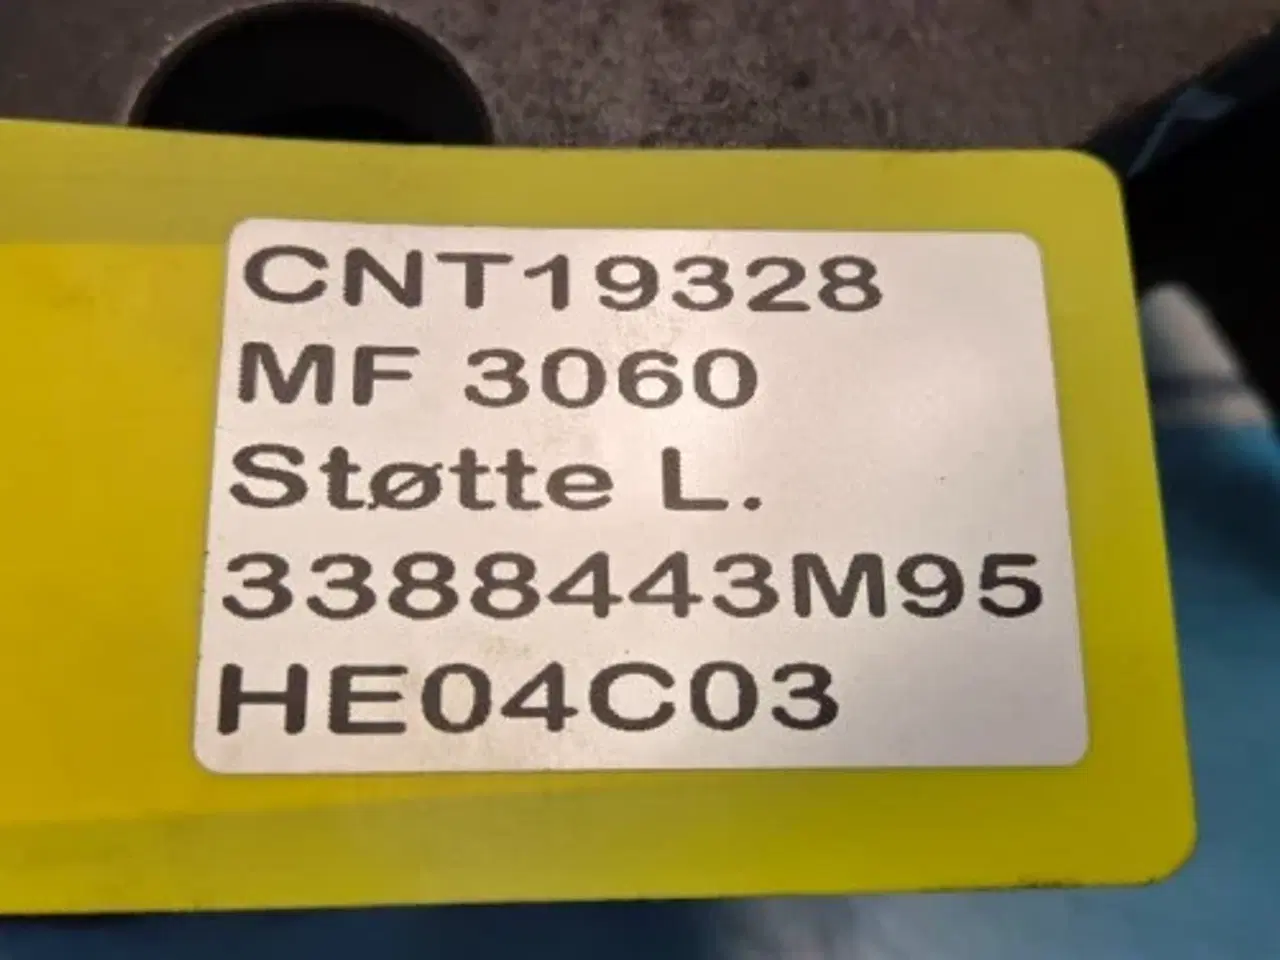 CNT19328
MF 3060
Støtte L.
3388443M95
HE04C03